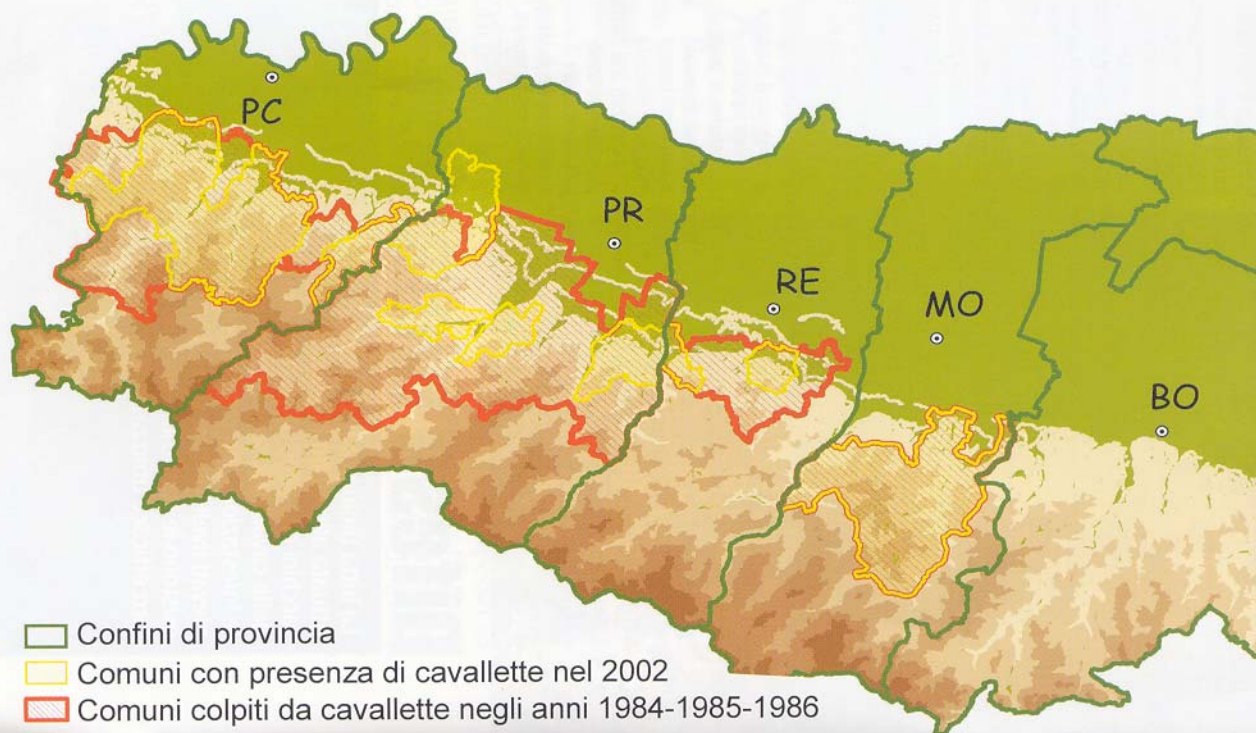 PC
PR
RE
MO
BO
Confini di provincia
Comuni con presenza di cavallette nel 2002
Comuni colpiti da cavallette negli anni 1984-1985-1986